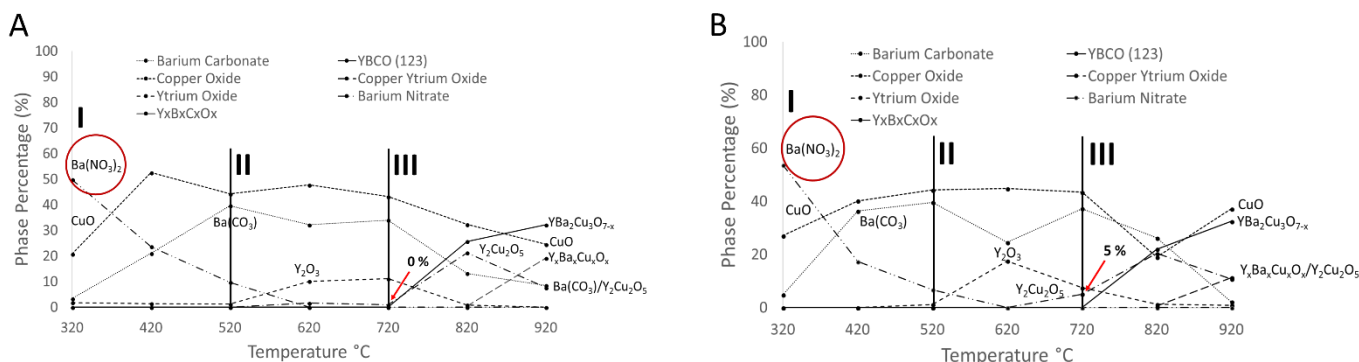 A
Phase Percentage (%)
100
90
80
70
60
50
40
30
20
10
0
Barium Carbonate
YBCO (123)
Copper Oxide
Copper Ytrium Oxide
Ytrium Oxide
Barium Nitrate
YxBxCxOx
I
II
III
Ba(NO₃)₂
CuO
Ba(CO₃)
Y₂O₃
0 %
Y₂Cu₂O₅
YBa₂Cu₃O₇₋ₓ
CuO
YₓBaₓCuₓOₓ
Ba(CO₃)/Y₂Cu₂O₅
320 420 520 620 720 820 920
Temperature °C
B
Phase Percentage (%)
100
80
60
40
20
0
Barium Carbonate
YBCO (123)
Copper Oxide
Copper Ytrium Oxide
Ytrium Oxide
Barium Nitrate
YxBxCxOx
I
II
III
Ba(NO₃)₂
CuO
Ba(CO₃)
Y₂O₃
Y₂Cu₂O₅
5 %
CuO
YBa₂Cu₃O₇₋ₓ
YₓBaₓCuₓOₓ/Y₂Cu₂O₅
320 420 520 620 720 820 920
Temperature °C